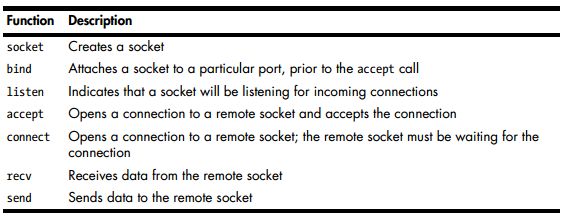 Function Description
socket Creates a socket
bind Attaches a socket to a particular port, prior to the accept call
listen Indicates that a socket will be listening for incoming connections
accept Opens a connection to a remote socket and accepts the connection
connect Opens a connection to a remote socket; the remote socket must be waiting for the
connection
recv Receives data from the remote socket
send Sends data to the remote socket